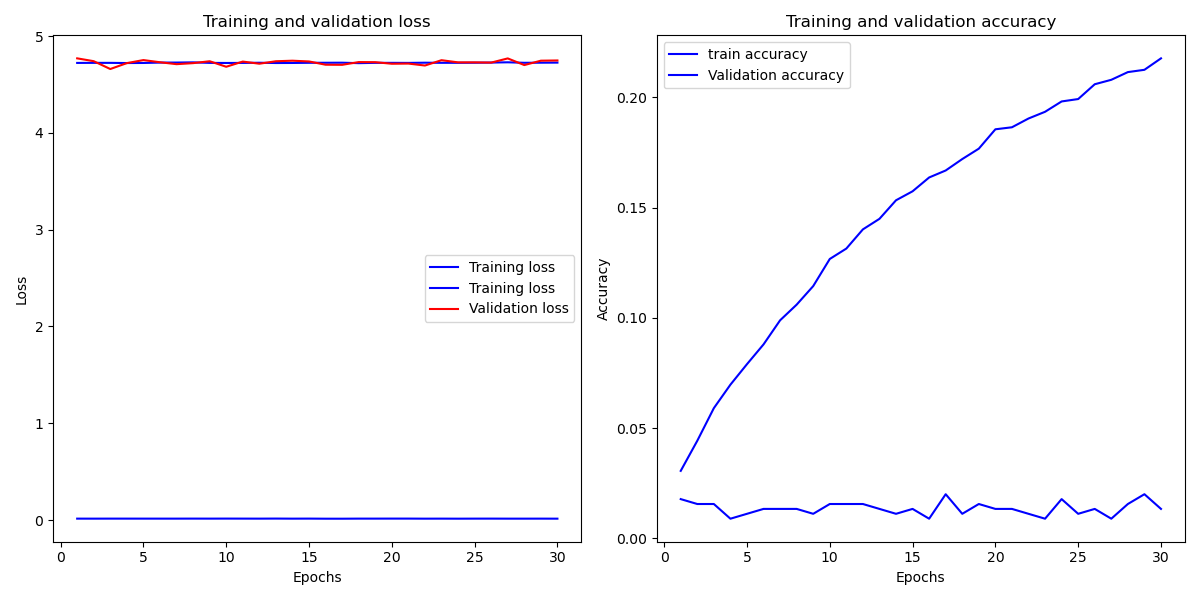 Training and validation loss
5
4
3
2
1
0
Loss
Training loss
Training loss
Validation loss
0
5
10
15
20
25
30
Epochs
Training and validation accuracy
train accuracy
Validation accuracy
0.20
0.15
0.10
0.05
0.00
Accuracy
0
5
10
15
20
25
30
Epochs